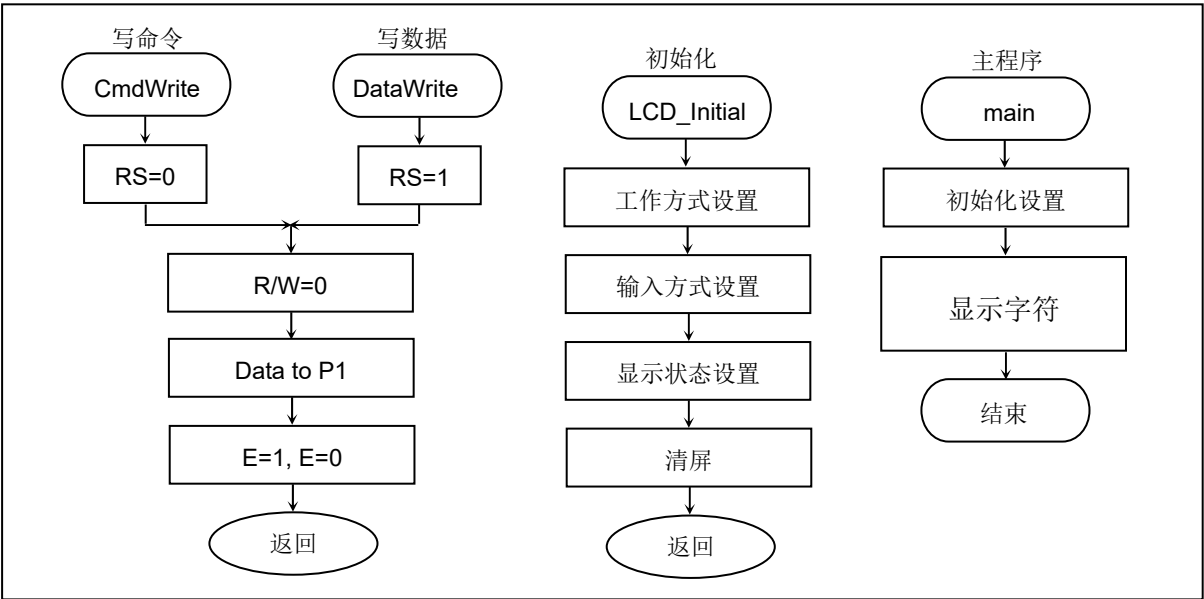 写命令
CmdWrite
RS=0
写数据
DataWrite
RS=1
R/W=0
Data to P1
E=1, E=0
返回
初始化
LCD_Initial
工作方式设置
输入方式设置
显示状态设置
清屏
返回
主程序
main
初始化设置
显示字符
结束